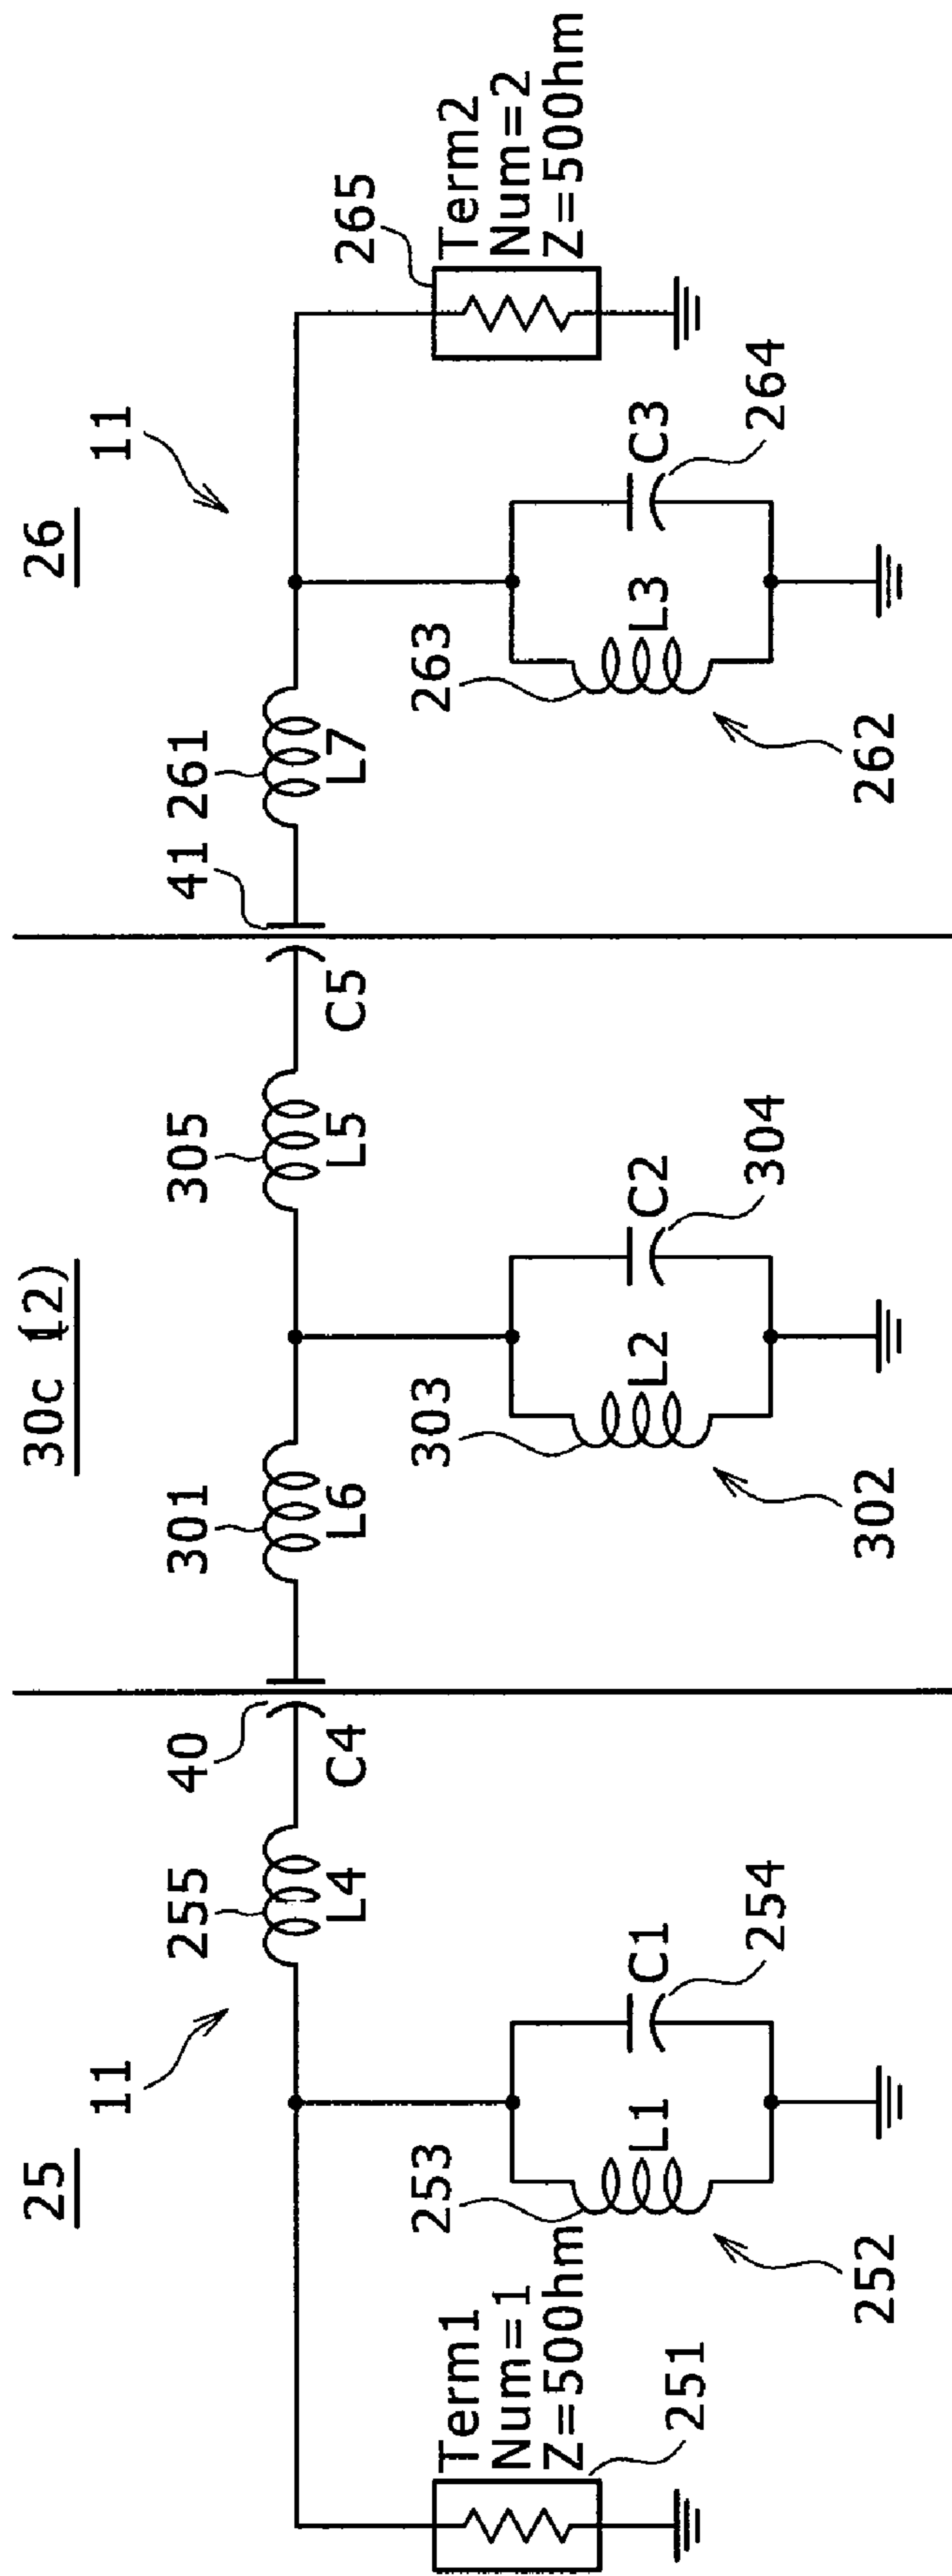 25
30c (12)
26
11
11
255
40
301
305
41
261
L4
C4
L6
L5
C5
L7
265
Term1
Num=1
Z=50Ohm
251
253
L1
C1
254
252
303
L2
C2
304
302
263
L3
C3
264
262
Term2
Num=2
Z=50Ohm